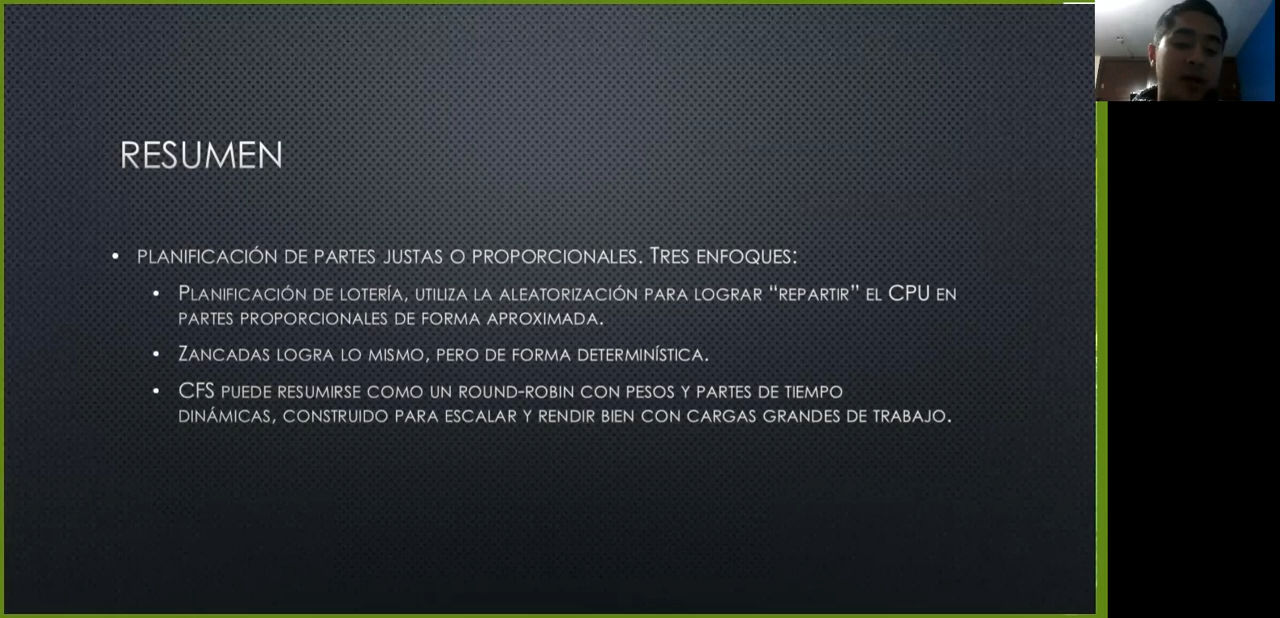 RESUMEN
• PLANIFICACIÓN DE PARTES JUSTAS O PROPORCIONALES. TRES ENFOQUES:
• PLANIFICACIÓN DE LOTERÍA, UTILIZA LA ALEATORIZACIÓN PARA LOGRAR “REPARTIR” EL CPU EN
PARTES PROPORCIONALES DE FORMA APROXIMADA.
• ZANCADAS LOGRA LO MISMO, PERO DE FORMA DETERMINÍSTICA.
• CFS PUEDE RESUMIRSE COMO UN ROUND-ROBIN CON PESOS Y PARTES DE TIEMPO
DINÁMICAS, CONSTRUIDO PARA ESCALAR Y RENDIR BIEN CON CARGAS GRANDES DE TRABAJO.